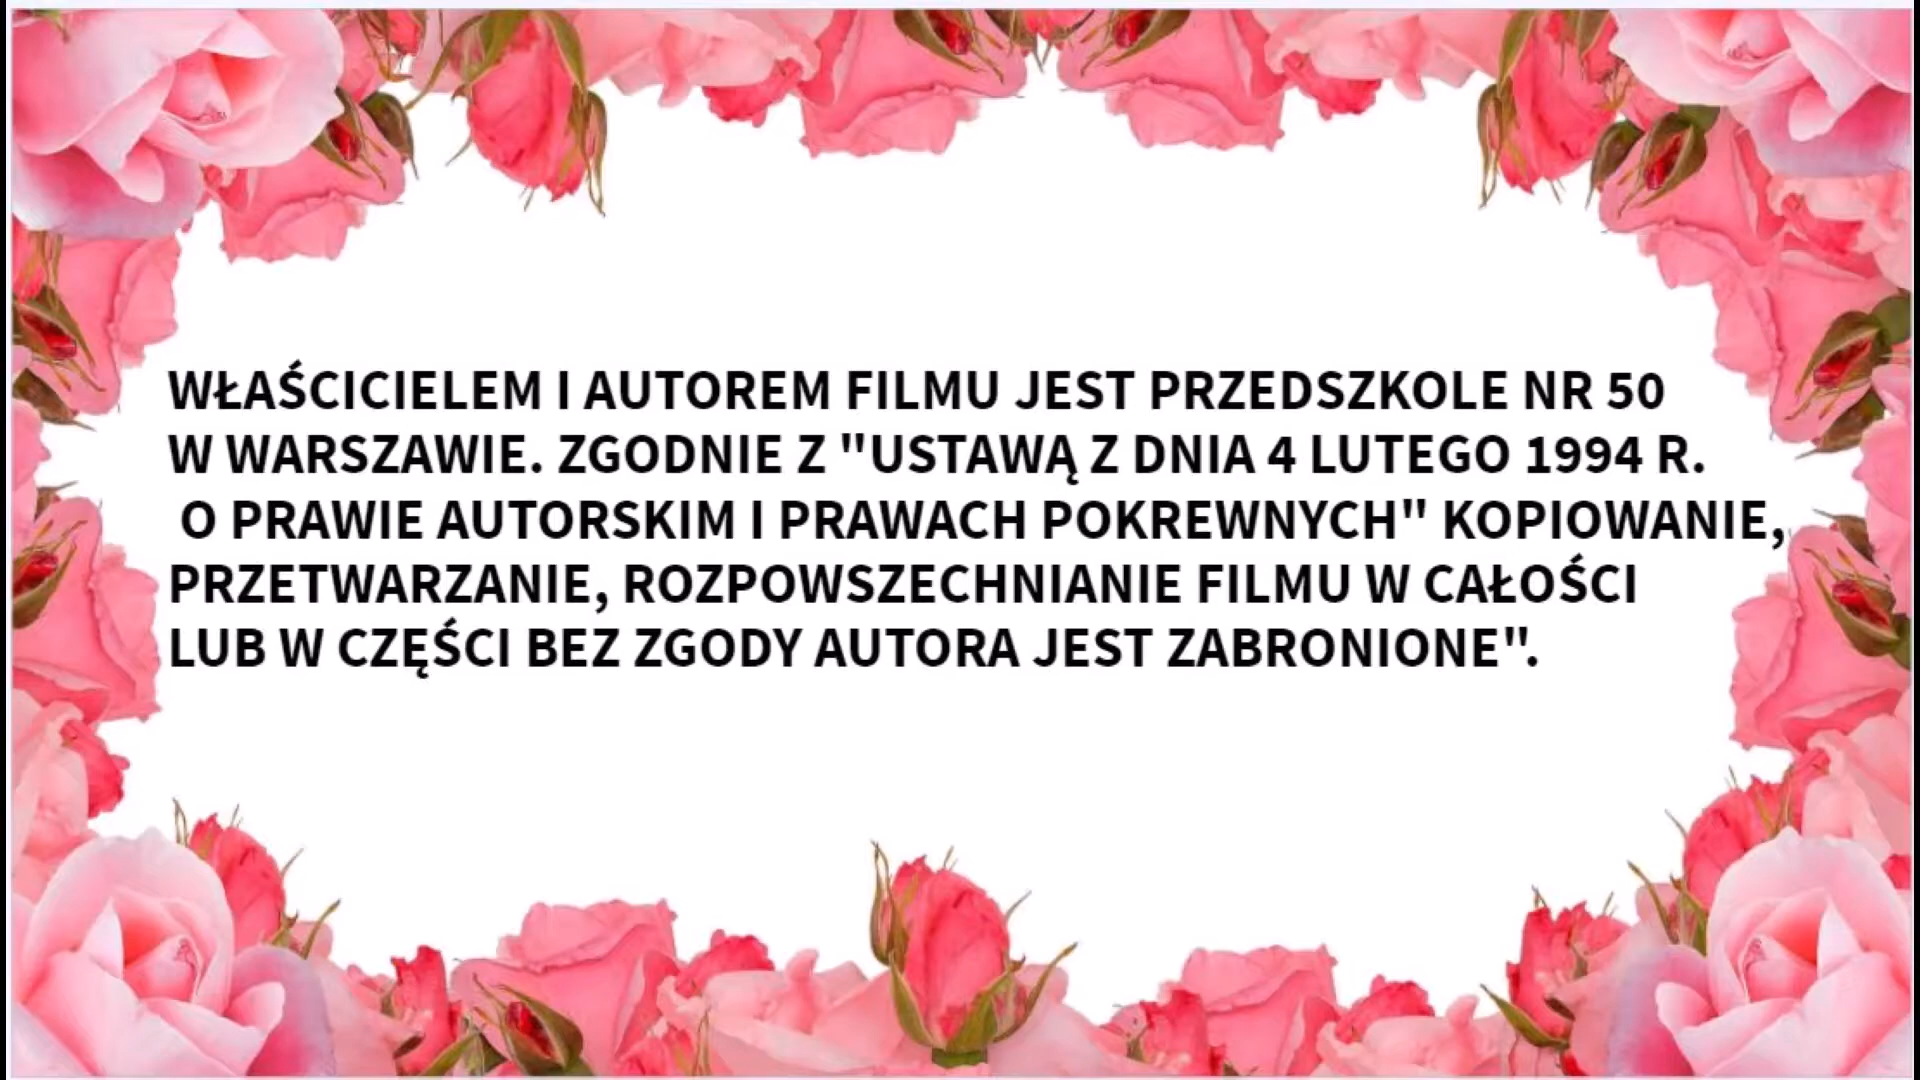 WŁAŚCICIELEM I AUTOREM FILMU JEST PRZEDSZKOLE NR 50
W WARSZAWIE. ZGODNIE Z "USTAWĄ Z DNIA 4 LUTEGO 1994 R.
O PRAWIE AUTORSKIM I PRAWACH POKREWNYCH" KOPIOWANIE,
PRZETWARZANIE, ROZPOWSZECHNIANIE FILMU W CAŁOŚCI
LUB W CZĘŚCI BEZ ZGODY AUTORA JEST ZABRONIONE".